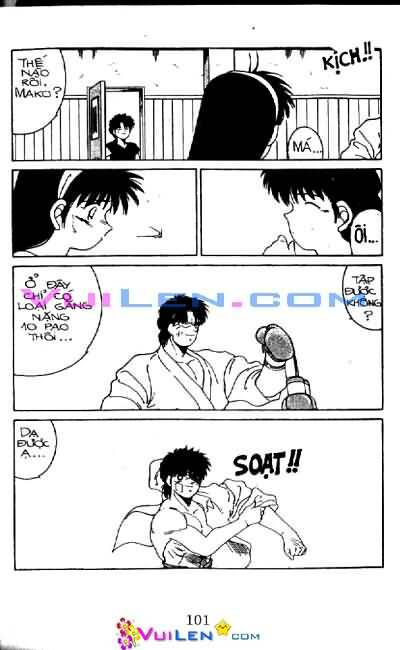 THẾ
NÀO
RỒI,
MAKO?
KỊCH!!
MÁ...
ÔI...
Ở ĐÂY
CHỈ CÓ
LOẠI GĂNG
NẶNG
10 PAO
THÔI...
TẬP
ĐƯỢC
KHÔNG
?
VUILEN.COM
DẠ
ĐƯỢC
Ạ...
SOẠT!!
101
VUILEN.COM